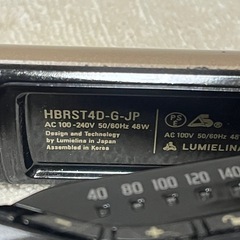 HBRST4D-G-JP
AC 100-240V 50/60Hz 48W
Design and Technology
by Lumielina in Japan
Assembled in Korea
PS
E
AC 100V 50/60Hz 48
LUMIELINA
40 80 100 120 140